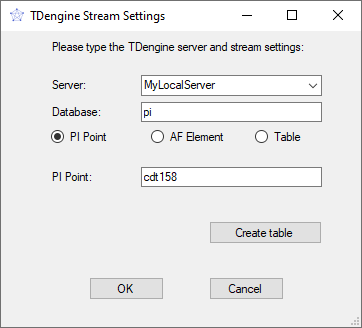 TDengine Stream Settings
Please type the TDengine server and stream settings:
Server: MyLocalServer
Database: pi
PI Point AF Element Table
PI Point: cdt158
Create table
OK Cancel